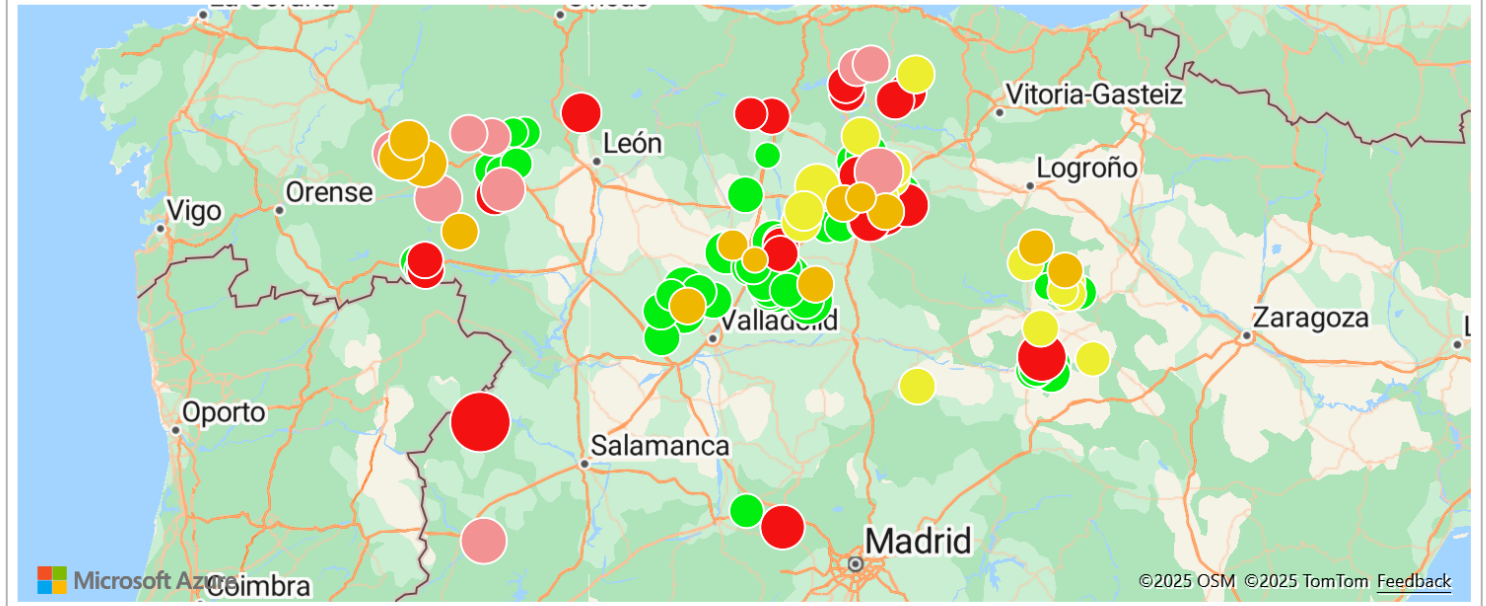 Vitoria-Gasteiz
León
Logroño
Orense
Vigo
Zaragoza
Valladolid
Oporto
Salamanca
Madrid
Microsoft Azure
Coimbra
©2025 OSM ©2025 TomTom Feedback